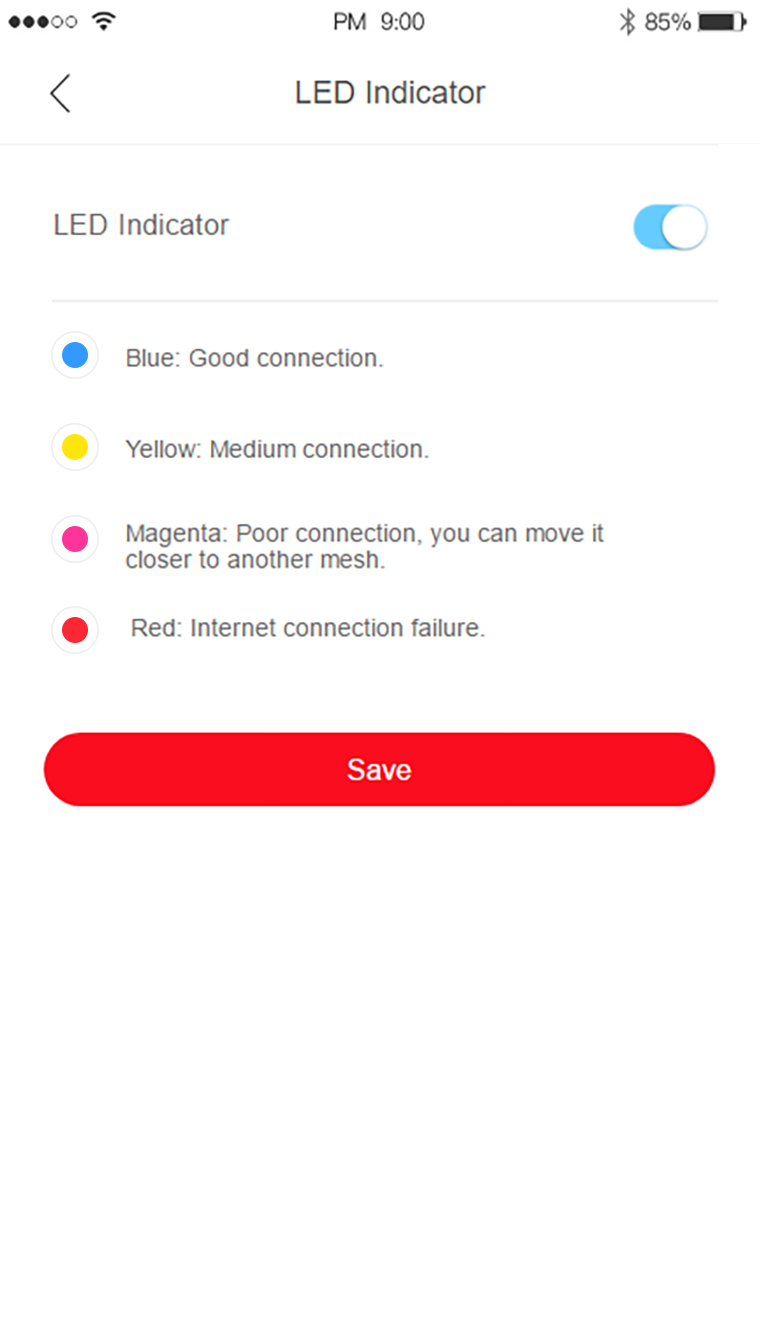 PM 9:00 85%
LED Indicator
LED Indicator
Blue: Good connection.
Yellow: Medium connection.
Magenta: Poor connection, you can move it
closer to another mesh.
Red: Internet connection failure.
Save